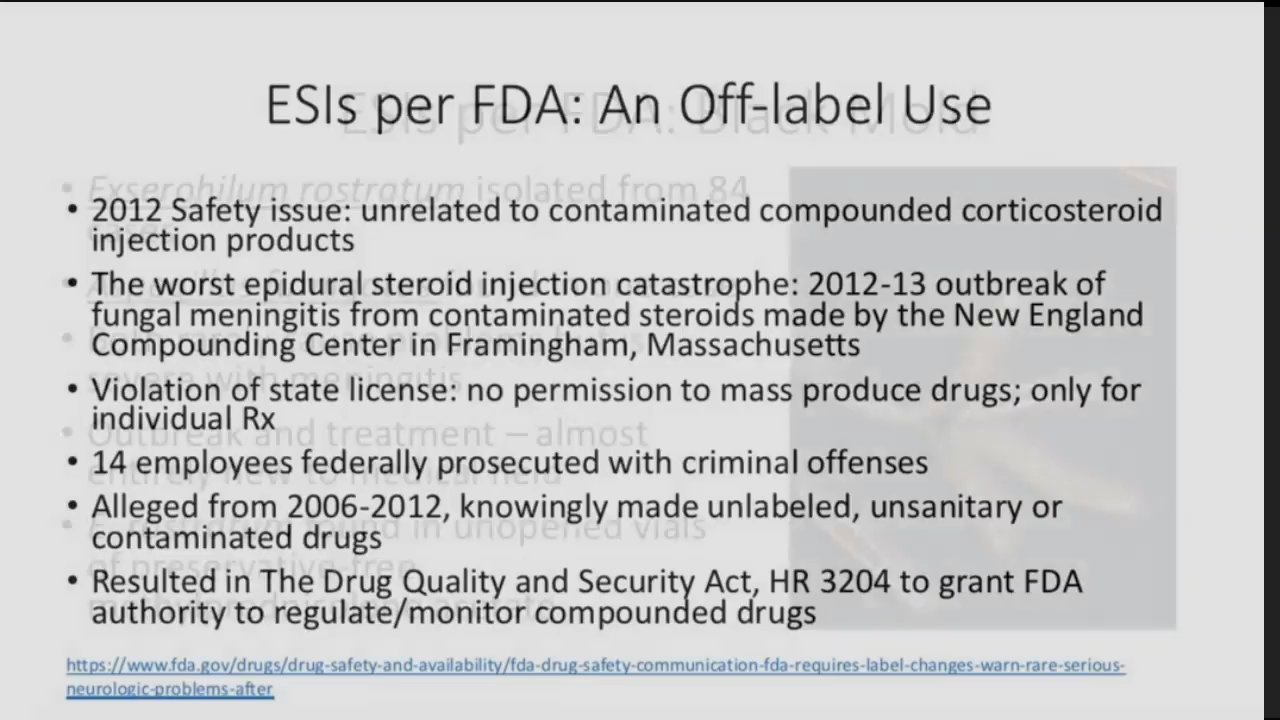 ESIs per FDA: An Off-label Use
ESIs per FDA: Black Mold
• Exserohilum rostratum isolated from 84
• 2012 Safety issue: unrelated to contaminated compounded corticosteroid
injection products
• The worst epidural steroid injection catastrophe: 2012-13 outbreak of
fungal meningitis from contaminated steroids made by the New England
Compounding Center in Framingham, Massachusetts
severe with meningitis
• Violation of state license: no permission to mass produce drugs; only for
individual Rx
• Outbreak and treatment – almost
entirely new to medical field
• 14 employees federally prosecuted with criminal offenses
• Alleged from 2006-2012, knowingly made unlabeled, unsanitary or
contaminated drugs
found in unopened vials
of preservative-free
• Resulted in The Drug Quality and Security Act, HR 3204 to grant FDA
authority to regulate/monitor compounded drugs
https://www.fda.gov/drugs/drug-safety-and-availability/fda-drug-safety-communication-fda-requires-label-changes-warn-rare-serious-
neurologic-problems-after